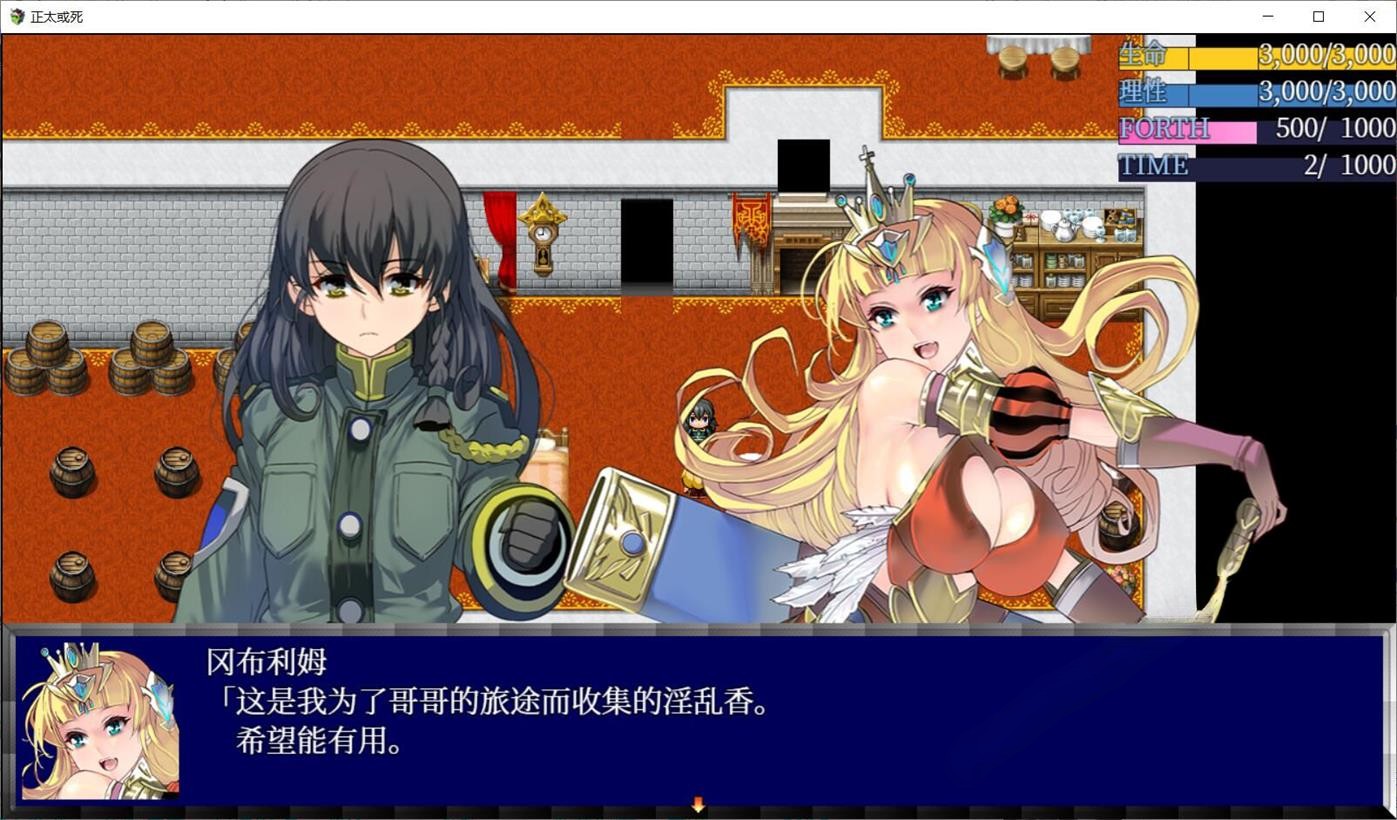 正太或死
生命 3,000/3,000
理性 3,000/3,000
FORTH 500/ 1000
TIME 2/ 1000
冈布利姆
「这是我为了哥哥的旅途而收集的淫乱香。
希望能有用。